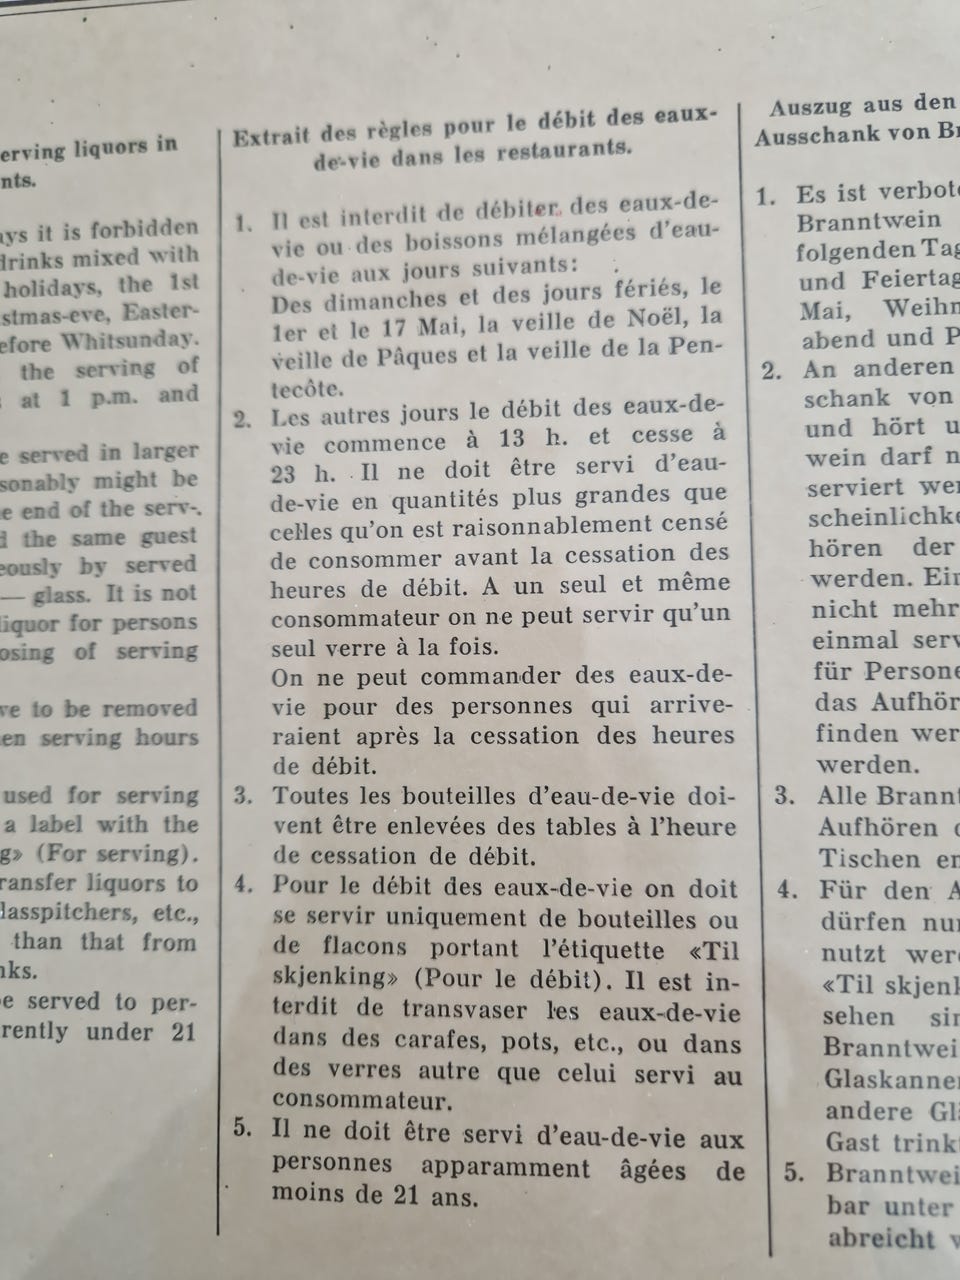 erving liquors in
nts.
ays it is forbidden
drinks mixed with
holidays, the 1st
stmas-eve, Easter-
efore Whitsunday.
the serving of
at 1 p.m. and
e served in larger
sonably might be
e end of the serv-.
d the same guest
eously by served
— glass. It is not
liquor for persons
osing of serving
ve to be removed
en serving hours
used for serving
a label with the
g» (For serving).
ransfer liquors to
lasspitchers, etc.,
than that from
nks.
e served to per-
rently under 21
Extrait des règles pour le débit des eaux-
de-vie dans les restaurants.
1. Il est interdit de débiter des eaux-de-
vie ou des boissons mélangées d'eau-
de-vie aux jours suivants:
Des dimanches et des jours fériés, le
1er et le 17 Mai, la veille de Noël, la
veille de Pâques et la veille de la Pen-
tecôte.
2. Les autres jours le débit des eaux-de-
vie commence à 13 h. et cesse à
23 h. Il ne doit être servi d'eau-
de-vie en quantités plus grandes que
celles qu'on est raisonnablement censé
de consommer avant la cessation des
heures de débit. A un seul et même
consommateur on ne peut servir qu'un
seul verre à la fois.
On ne peut commander des eaux-de-
vie pour des personnes qui arrive-
raient après la cessation des heures
de débit.
3. Toutes les bouteilles d'eau-de-vie doi-
vent être enlevées des tables à l'heure
de cessation de débit.
4. Pour le débit des eaux-de-vie on doit
se servir uniquement de bouteilles ou
de flacons portant l'étiquette «Til
skjenking» (Pour le débit). Il est in-
terdit de transvaser les eaux-de-vie
dans des carafes, pots, etc., ou dans
des verres autre que celui servi au
consommateur.
5. Il ne doit être servi d'eau-de-vie aux
personnes apparamment âgées de
moins de 21 ans.
Auszug aus den
Ausschank von Br
1. Es ist verbote
Branntwein
folgenden Tag
und Feiertag
Mai, Weihn
abend und P
2. An anderen
schank von
und hört u
wein darf n
serviert wer
scheinlichke
hören der
werden. Ein
nicht mehr
einmal serv
für Persone
das Aufhör
finden wer
werden.
3. Alle Brannt
Aufhören d
Tischen en
4. Für den A
dürfen nur
nutzt werd
«Til skjenk
sehen sin
Branntwei
Glaskannen
andere Glä
Gast trinkt
5. Branntwei
bar unter
abreicht w